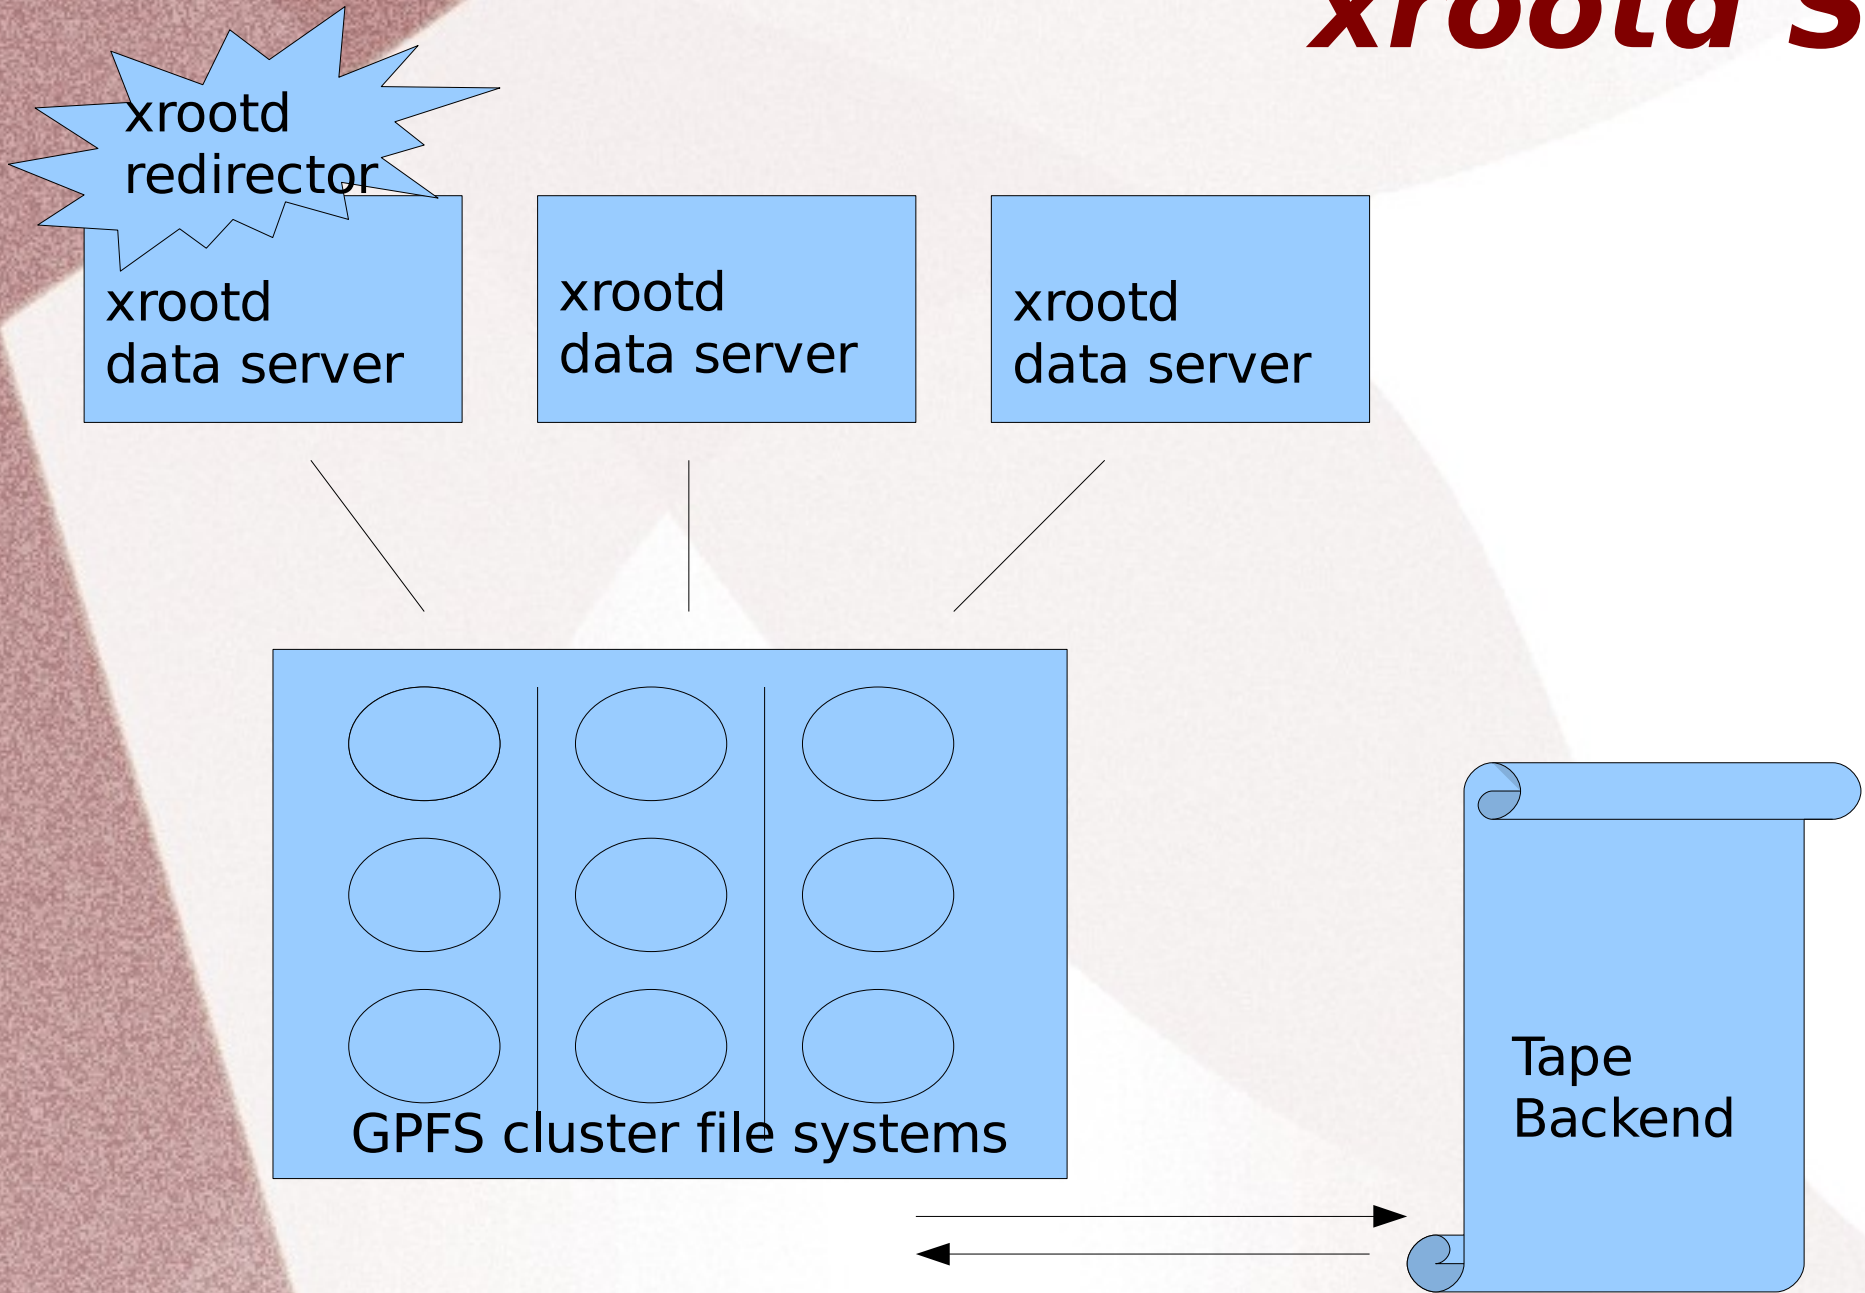 xrootd S
xrootd
redirector
xrootd
data server
xrootd
data server
xrootd
data server
GPFS cluster file systems
Tape
Backend